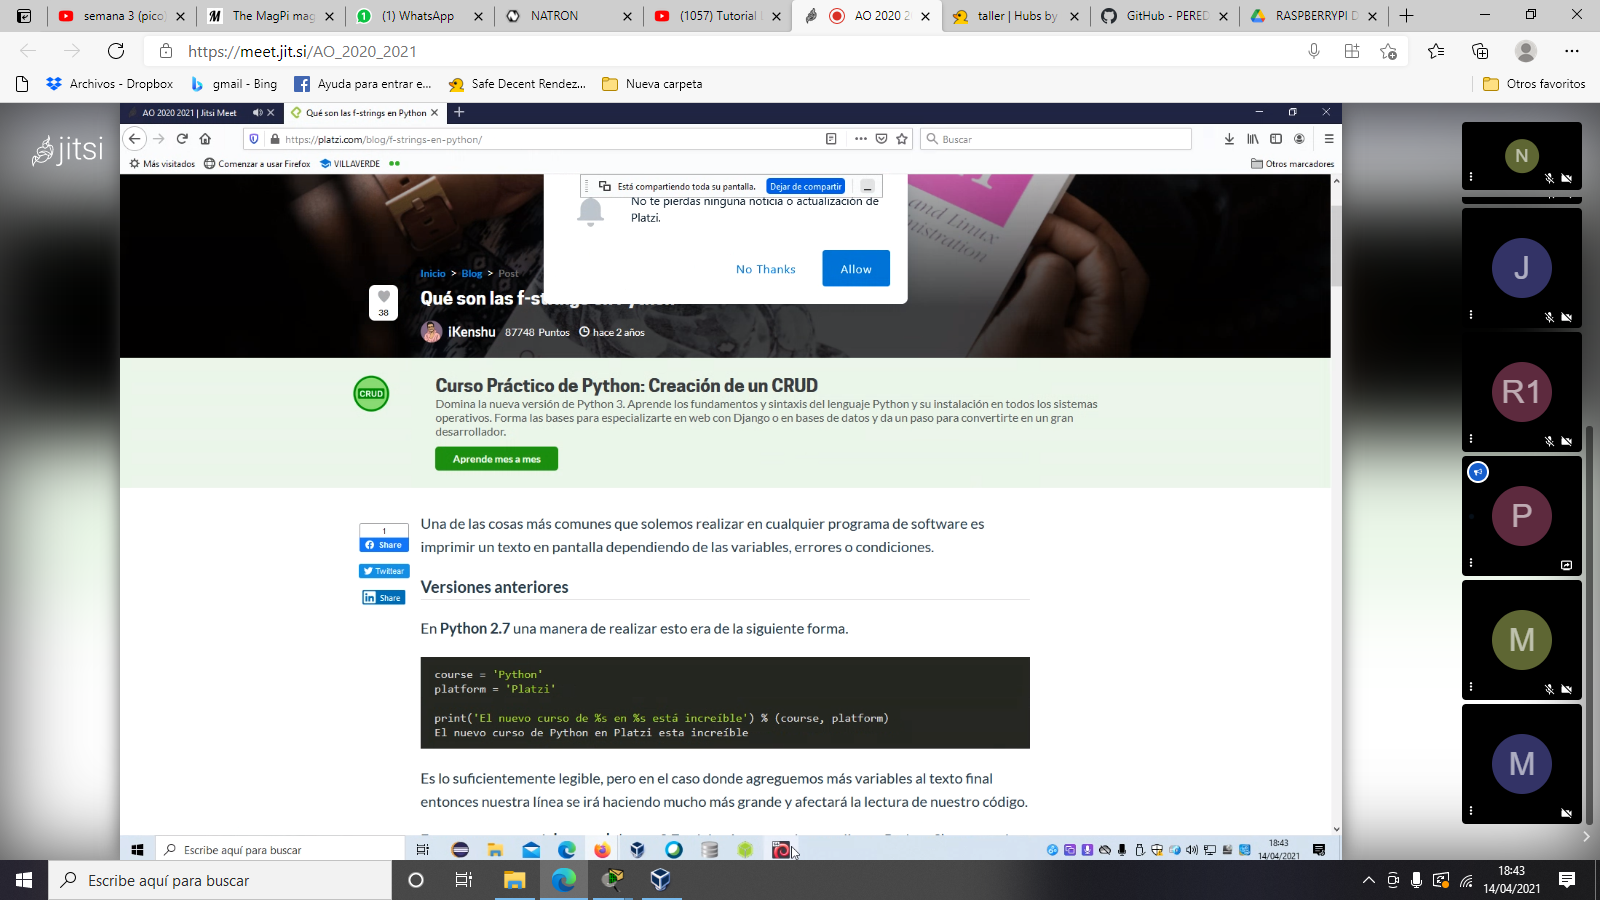 semana 3 (pico)
The MagPi mag
(1) WhatsApp
NATRON
(1057) Tutorial
AO 2020 2
taller | Hubs by
GitHub - PERED
RASPBERRYPI D
https://meet.jit.si/AO_2020_2021
Archivos - Dropbox
gmail - Bing
Ayuda para entrar e...
Safe Decent Rendez...
Nueva carpeta
Otros favoritos
jitsi
AO 2020 2021 | Jitsi Meet
Qué son las f-strings en Python
https://platzi.com/blog/f-strings-en-python/
Buscar
Más visitados
Comenzar a usar Firefox
VILLAVERDE
Otros marcadores
Está compartiendo toda su pantalla.
Dejar de compartir
No te pierdas ninguna noticia o actualización de
Platzi.
No Thanks
Allow
Inicio > Blog > Post
38
Qué son las f-strings en Python
iKenshu 87748 Puntos hace 2 años
CRUD
Curso Práctico de Python: Creación de un CRUD
Domina la nueva versión de Python 3. Aprende los fundamentos y sintaxis del lenguaje Python y su instalación en todos los sistemas
operativos. Forma las bases para especializarte en web con Django o en bases de datos y da un paso para convertirte en un gran
desarrollador.
Aprende mes a mes
1
Share
Twittear
Share
Una de las cosas más comunes que solemos realizar en cualquier programa de software es
imprimir un texto en pantalla dependiendo de las variables, errores o condiciones.
Versiones anteriores
En Python 2.7 una manera de realizar esto era de la siguiente forma.
course = 'Python'
platform = 'Platzi'
print('El nuevo curso de %s en %s está increíble') % (course, platform)
El nuevo curso de Python en Platzi esta increíble
Es lo suficientemente legible, pero en el caso donde agreguemos más variables al texto final
entonces nuestra línea se irá haciendo mucho más grande y afectará la lectura de nuestro código.
N
J
R1
P
M
M
Escribe aquí para buscar
18:43
14/04/2021
Escribe aquí para buscar
18:43
14/04/2021